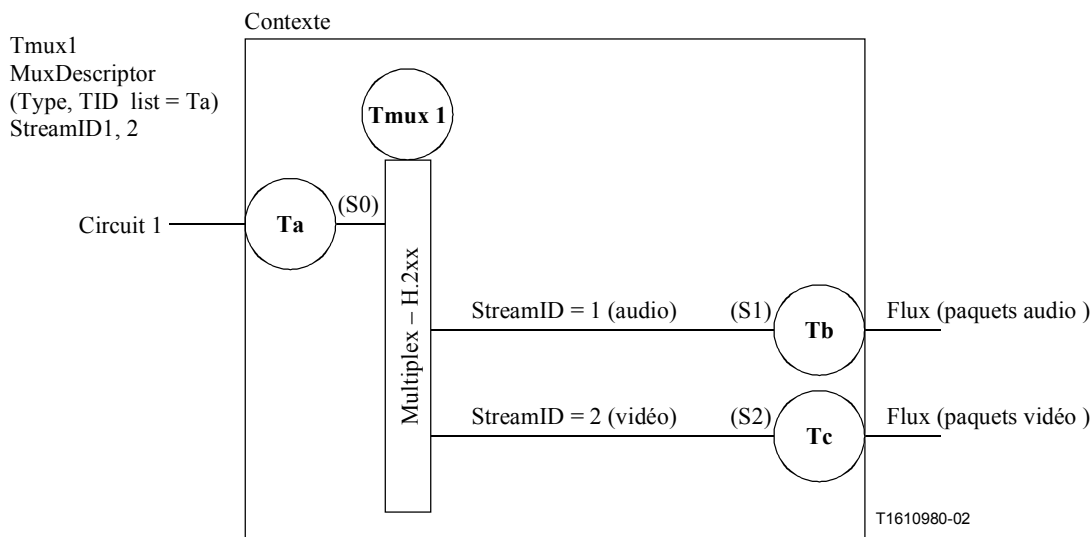 Contexte
Tmux1
MuxDescriptor
(Type, TID list = Ta)
StreamID1, 2
Tmux 1
Circuit 1
Ta
(S0)
Multiplex – H.2xx
StreamID = 1 (audio)
(S1)
Tb
Flux (paquets audio )
StreamID = 2 (vidéo)
(S2)
Tc
Flux (paquets vidéo )
T1610980-02